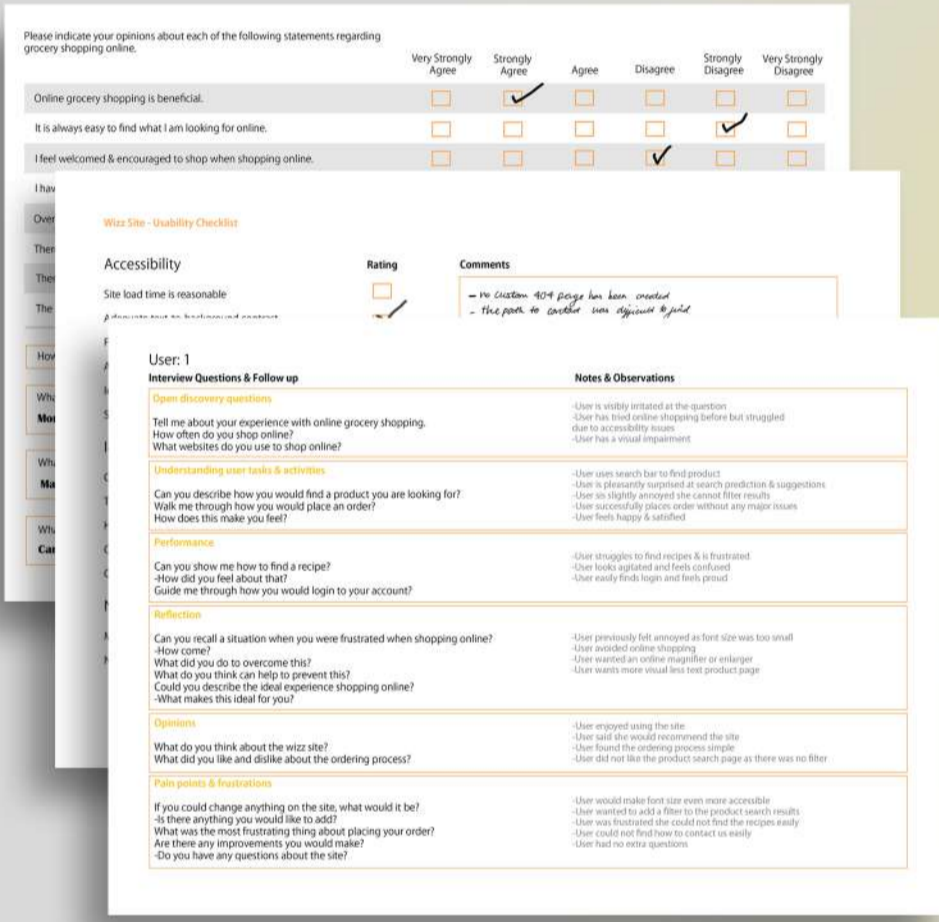 Please indicate your opinions about each of the following statements regarding
grocery shopping online.
Very Strongly Agree Strongly Agree Agree Disagree Strongly Disagree Very Strongly Disagree
Online grocery shopping is beneficial.
It is always easy to find what I am looking for online.
I feel welcomed & encouraged to shop when shopping online.
I hav
Over
Ther
Ther
The
How
Wha
Mo
Wh
Ma
Wh
Car
Wizz Site - Usability Checklist
Accessibility Rating Comments
Site load time is reasonable
- no custom 404 page has been created
- the path to contact was difficult to find
User: 1
Interview Questions & Follow up Notes & Observations
Open discovery questions
Tell me about your experience with online grocery shopping.
How often do you shop online?
What websites do you use to shop online?
-User is visibly irritated at the question
-User has tried online shopping before but struggled
due to accessibility issues
-User has a visual impairment
Understanding user tasks & activities
Can you describe how you would find a product you are looking for?
Walk me through how you would place an order?
How does this make you feel?
-User uses search bar to find product
-User is pleasantly surprised at search prediction & suggestions
-User sis slightly annoyed she cannot filter results
-User successfully places order without any major issues
-User feels happy & satisfied
Performance
Can you show me how to find a recipe?
-How did you feel about that?
Guide me through how you would login to your account?
-User struggles to find recipes & is frustrated
-User looks agitated and feels confused
-User easily finds login and feels proud
Reflection
Can you recall a situation when you were frustrated when shopping online?
-How come?
What did you do to overcome this?
What do you think can help to prevent this?
Could you describe the ideal experience shopping online?
-What makes this ideal for you?
-User previously felt annoyed as font size was too small
-User avoided online shopping
-User wanted an online magnifier or enlarger
-User wants more visual less text product page
Opinions
What do you think about the wizz site?
What did you like and dislike about the ordering process?
-User enjoyed using the site
-User said she would recommend the site
-User found the ordering process simple
-User did not like the product search page as there was no filter
Pain points & frustrations
If you could change anything on the site, what would it be?
-Is there anything you would like to add?
What was the most frustrating thing about placing your order?
Are there any improvements you would make?
-Do you have any questions about the site?
-User would make font size even more accessible
-User wanted to add a filter to the product search results
-User was frustrated she could not find the recipes easily
-User could not find how to contact us easily
-User had no extra questions